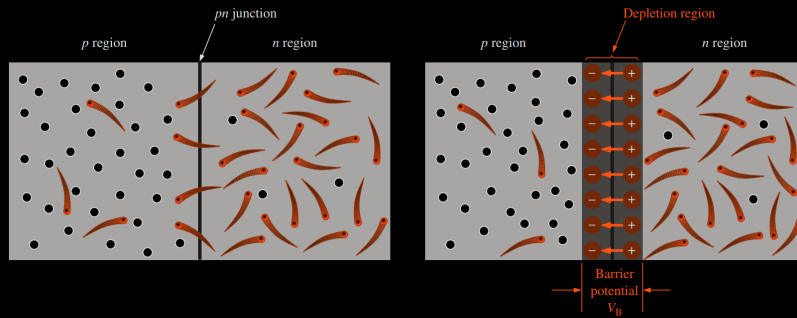 pn junction
p region
n region
Depletion region
p region
n region
− +
− +
− +
− +
− +
− +
− +
− +
Barrier
potential
VB